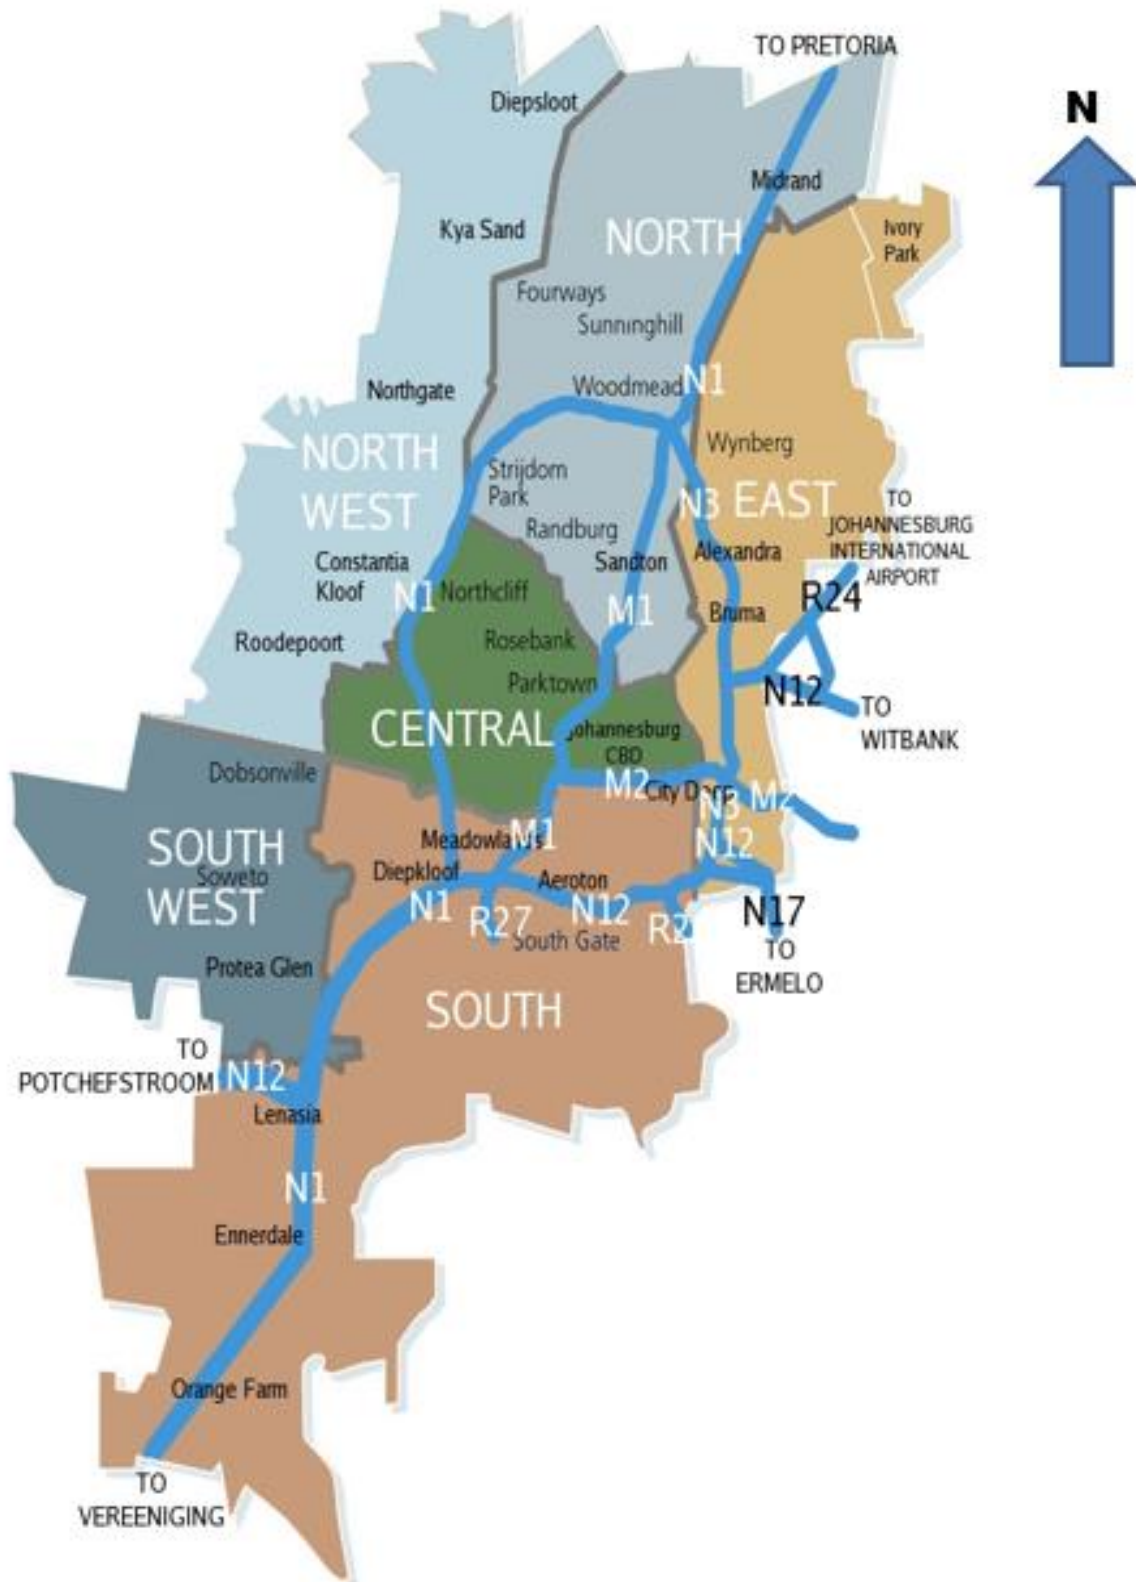 TO PRETORIA
N
Diepsloot
Midrand
Kya Sand
NORTH
Ivory
Park
Fourways
Sunninghill
Northgate
Woodmead
N1
Wynberg
NORTH
WEST
Strijdom
Park
N3
EAST
TO
JOHANNESBURG
INTERNATIONAL
AIRPORT
Randburg
Constantia
Kloof
Sandton
Alexandra
N1
Northcliff
M1
Bruma
R24
Roodepoort
Rosebank
Parktown
N12
TO
WITBANK
CENTRAL
Johannesburg
CBD
Dobsonville
M2
City Deep
N3
M2
SOUTH
WEST
Soweto
Meadowlands
M1
N12
Diepkloof
Aeroton
N1
R27
N12
N17
South Gate
TO
ERMELO
Protea Glen
SOUTH
TO
POTCHEFSTROOM
N12
Lenasia
N1
Ennerdale
Orange Farm
TO
VEREENIGING